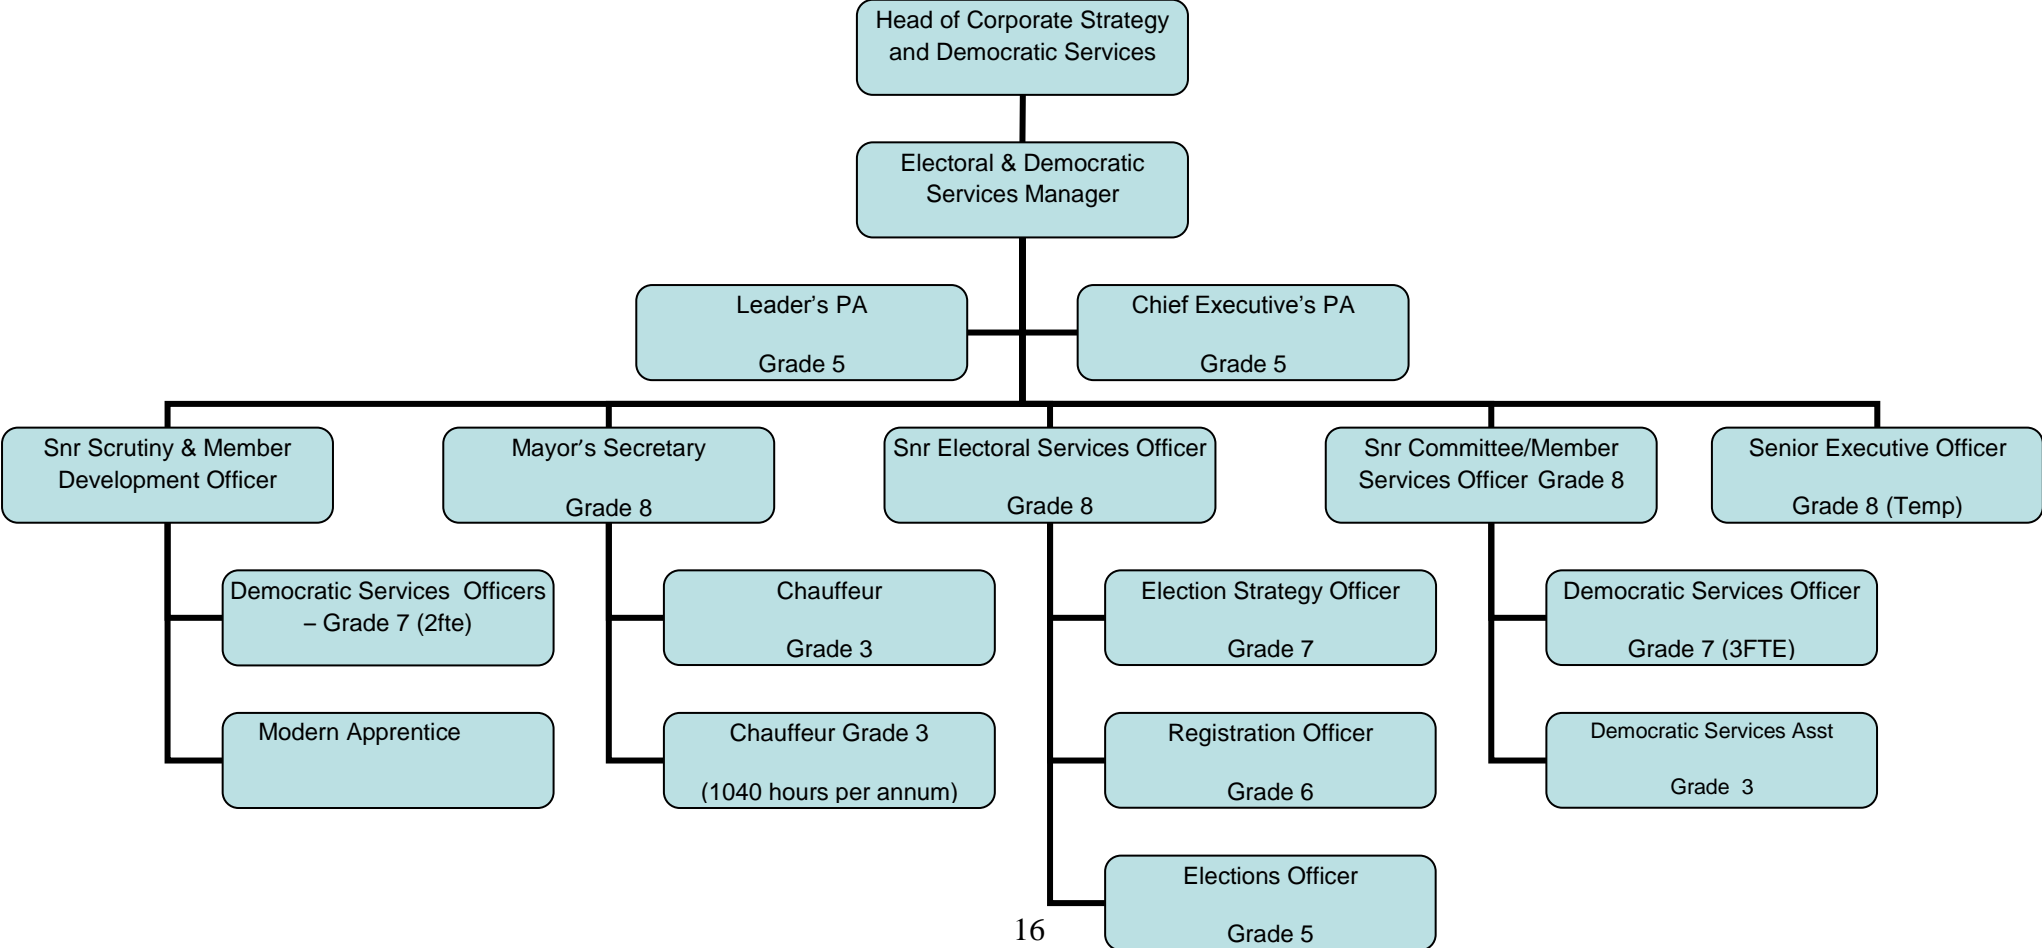 Head of Corporate Strategy
and Democratic Services
Electoral & Democratic
Services Manager
Leader’s PA
Grade 5
Chief Executive’s PA
Grade 5
Snr Scrutiny & Member
Development Officer
Mayor’s Secretary
Grade 8
Snr Electoral Services Officer
Grade 8
Snr Committee/Member
Services Officer Grade 8
Senior Executive Officer
Grade 8 (Temp)
Democratic Services Officers
– Grade 7 (2fte)
Chauffeur
Grade 3
Election Strategy Officer
Grade 7
Democratic Services Officer
Grade 7 (3FTE)
Modern Apprentice
Chauffeur Grade 3
(1040 hours per annum)
Registration Officer
Grade 6
Democratic Services Asst
Grade 3
Elections Officer
Grade 5
16